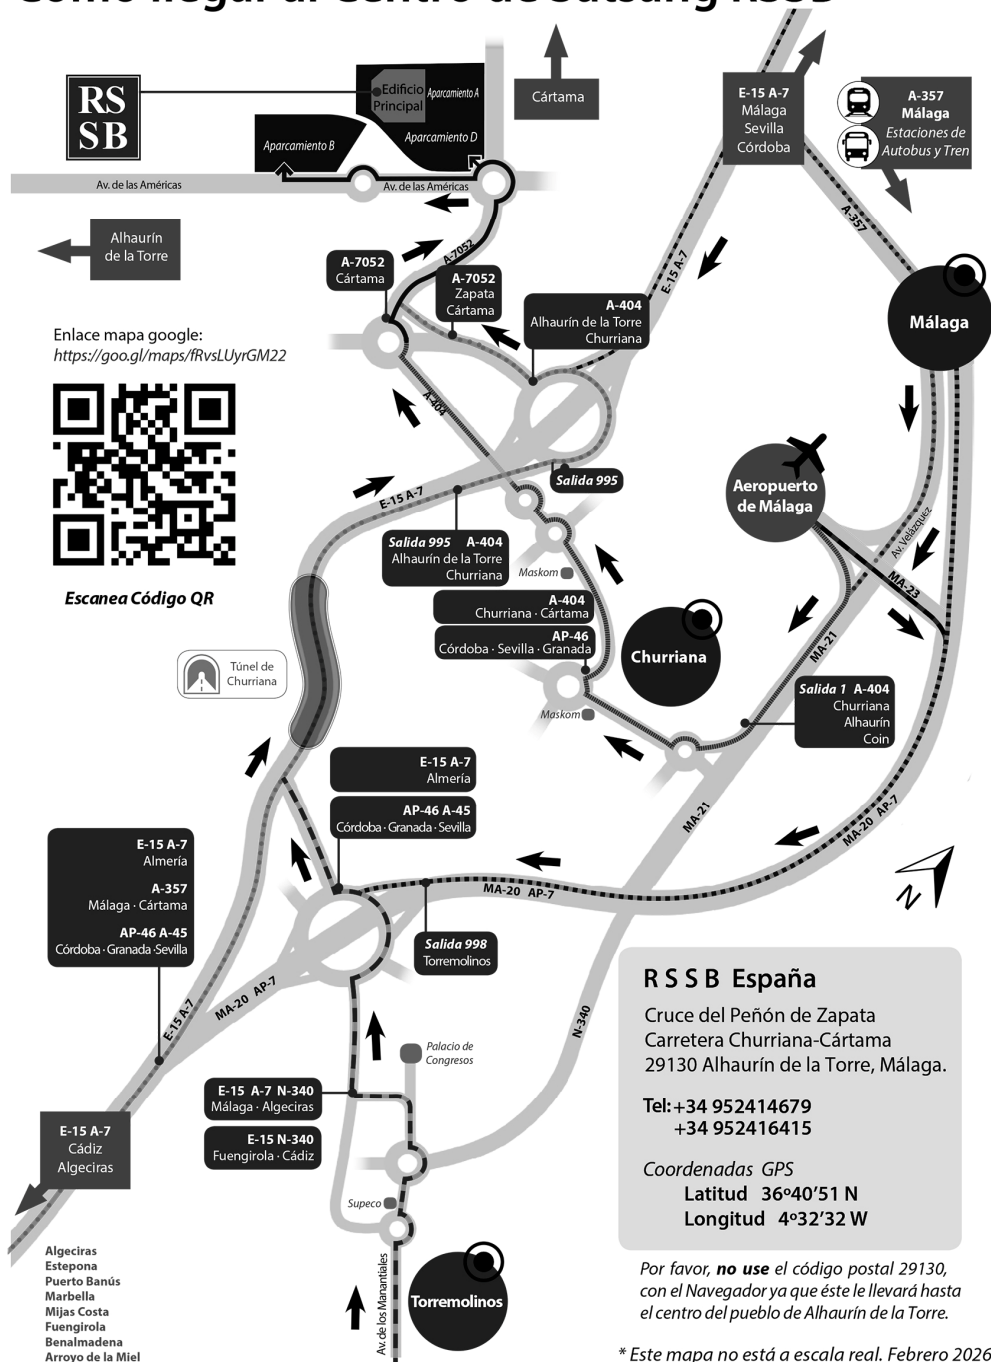 Cómo llegar al Centro de Satsang RSSB
RS
SB
Edificio
Principal
Aparcamiento A
Aparcamiento B
Aparcamiento D
Av. de las Américas
Av. de las Américas
Cártama
E-15 A-7
Málaga
Sevilla
Córdoba
A-357
Málaga
Estaciones de
Autobus y Tren
Alhaurín
de la Torre
A-7052
Cártama
A-7052
A-7052
Zapata
Cártama
A-404
Alhaurín de la Torre
Churriana
E-15 A-7
A-357
Málaga
Enlace mapa google:
https://goo.gl/maps/fRvsLUyrGM22
Escanea Código QR
A-404
E-15 A-7
Salida 995
Salida 995 A-404
Alhaurín de la Torre
Churriana
Aeropuerto
de Málaga
Av. Velázquez
MA-23
Maskom
A-404
Churriana · Cártama
AP-46
Córdoba · Sevilla · Granada
Churriana
MA-21
Túnel de
Churriana
Maskom
Salida 1 A-404
Churriana
Alhaurín
Coin
E-15 A-7
Almería
AP-46 A-45
Córdoba · Granada · Sevilla
MA-21
MA-20 AP-7
E-15 A-7
Almería
A-357
Málaga · Cártama
AP-46 A-45
Córdoba · Granada · Sevilla
MA-20 AP-7
N
Salida 998
Torremolinos
MA-20 AP-7
E-15 A-7
N-340
Palacio de
Congresos
E-15 A-7 N-340
Málaga · Algeciras
E-15 N-340
Fuengirola · Cádiz
E-15 A-7
Cádiz
Algeciras
Supeco
Av. de los Manantiales
Torremolinos
Algeciras
Estepona
Puerto Banús
Marbella
Mijas Costa
Fuengirola
Benalmadena
Arroyo de la Miel
R S S B España
Cruce del Peñón de Zapata
Carretera Churriana-Cártama
29130 Alhaurín de la Torre, Málaga.
Tel: +34 952414679
+34 952416415
Coordenadas GPS
Latitud 36º40'51 N
Longitud 4º32'32 W
Por favor, no use el código postal 29130,
con el Navegador ya que éste le llevará hasta
el centro del pueblo de Alhaurín de la Torre.
* Este mapa no está a escala real. Febrero 2026